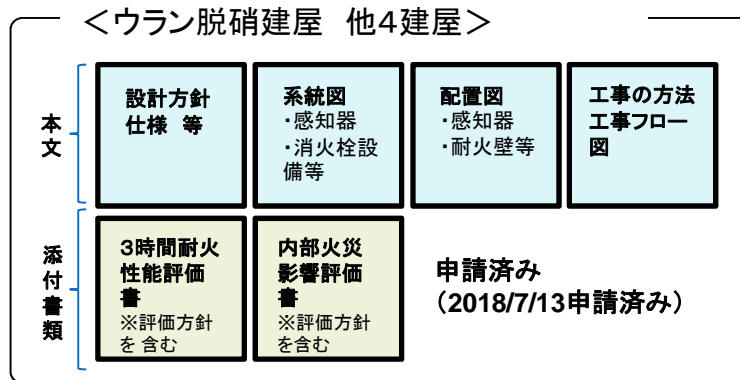 ＜ウラン脱硝建屋 他４建屋＞
本文
設計方針
仕様 等
系統図
・感知器
・消火栓設
備等
配置図
・感知器
・耐火壁等
工事の方法
工事フロー
図
添付書類
３時間耐火
性能評価
書
※評価方針
を 含む
内部火災
影響評価
書
※評価方針
を含む
申請済み
（2018/7/13申請済み）